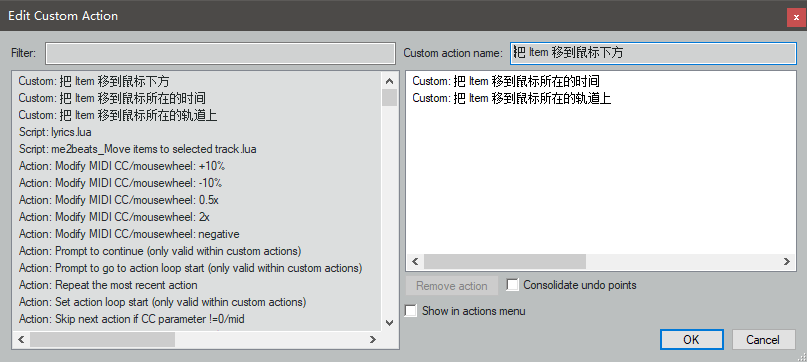 Edit Custom Action
x
Filter:
Custom action name: 把 Item 移到鼠标下方
Custom: 把 Item 移到鼠标下方
Custom: 把 Item 移到鼠标所在的时间
Custom: 把 Item 移到鼠标所在的轨道上
Script: lyrics.lua
Script: me2beats_Move items to selected track.lua
Action: Modify MIDI CC/mousewheel: +10%
Action: Modify MIDI CC/mousewheel: -10%
Action: Modify MIDI CC/mousewheel: 0.5x
Action: Modify MIDI CC/mousewheel: 2x
Action: Modify MIDI CC/mousewheel: negative
Action: Prompt to continue (only valid within custom actions)
Action: Prompt to go to action loop start (only valid within custom actions)
Action: Repeat the most recent action
Action: Set action loop start (only valid within custom actions)
Action: Skip next action if CC parameter !=0/mid
Custom: 把 Item 移到鼠标所在的时间
Custom: 把 Item 移到鼠标所在的轨道上
Remove action
Consolidate undo points
Show in actions menu
OK
Cancel